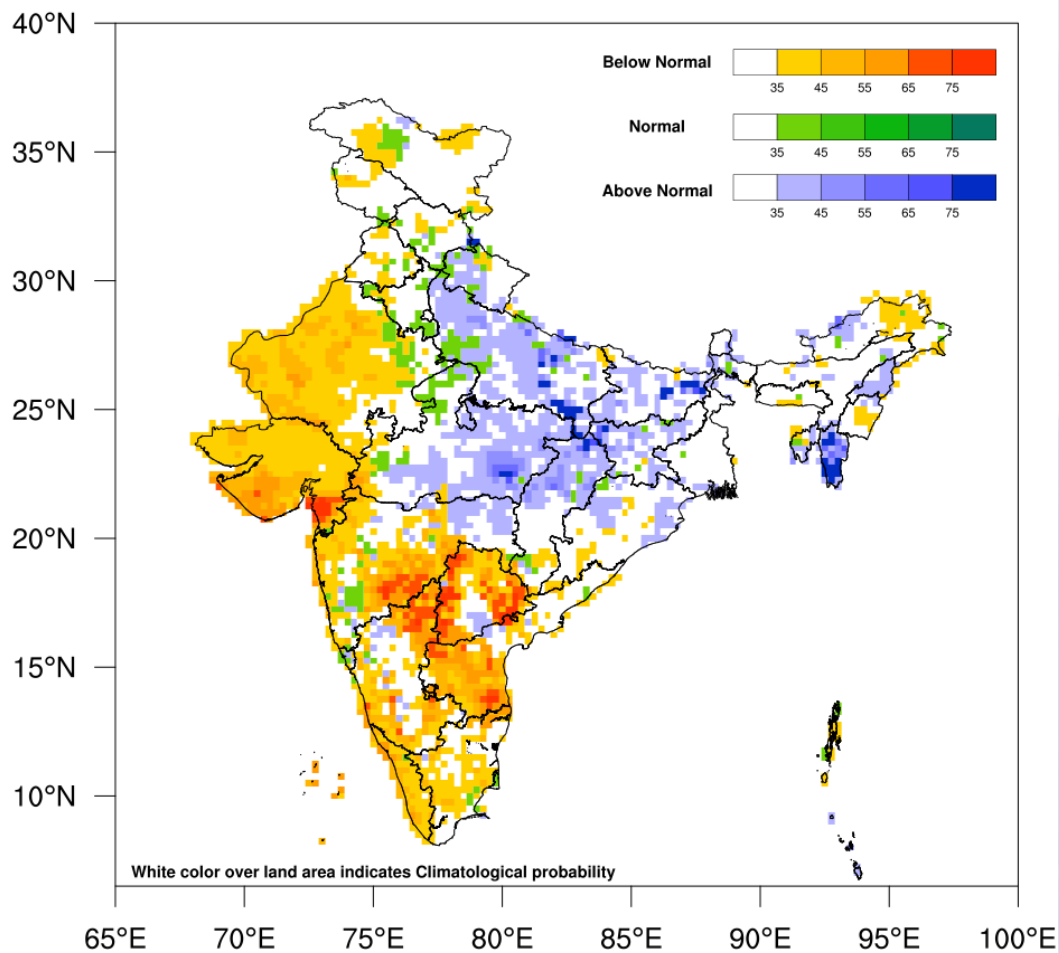 40°N
Below Normal
35 45 55 65 75
Normal
35 45 55 65 75
35°N
Above Normal
35 45 55 65 75
30°N
25°N
20°N
15°N
10°N
White color over land area indicates Climatological probability
65°E 70°E 75°E 80°E 85°E 90°E 95°E 100°E